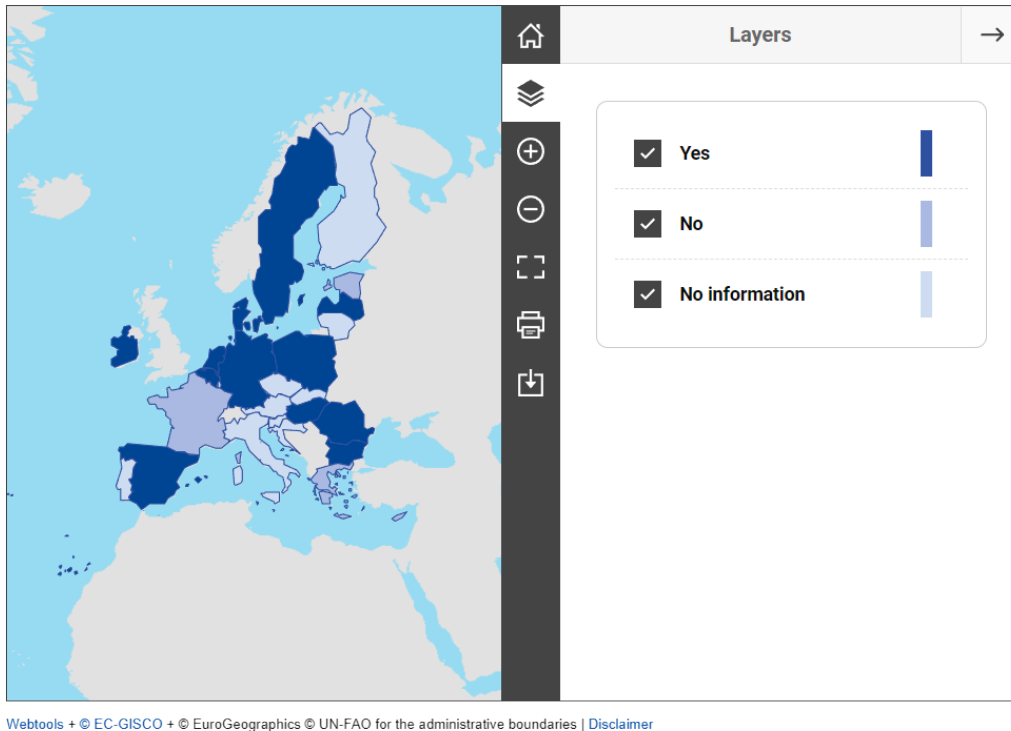 Layers
Yes
No
No information
Webtools + © EC-GISCO + © EuroGeographics © UN-FAO for the administrative boundaries | Disclaimer